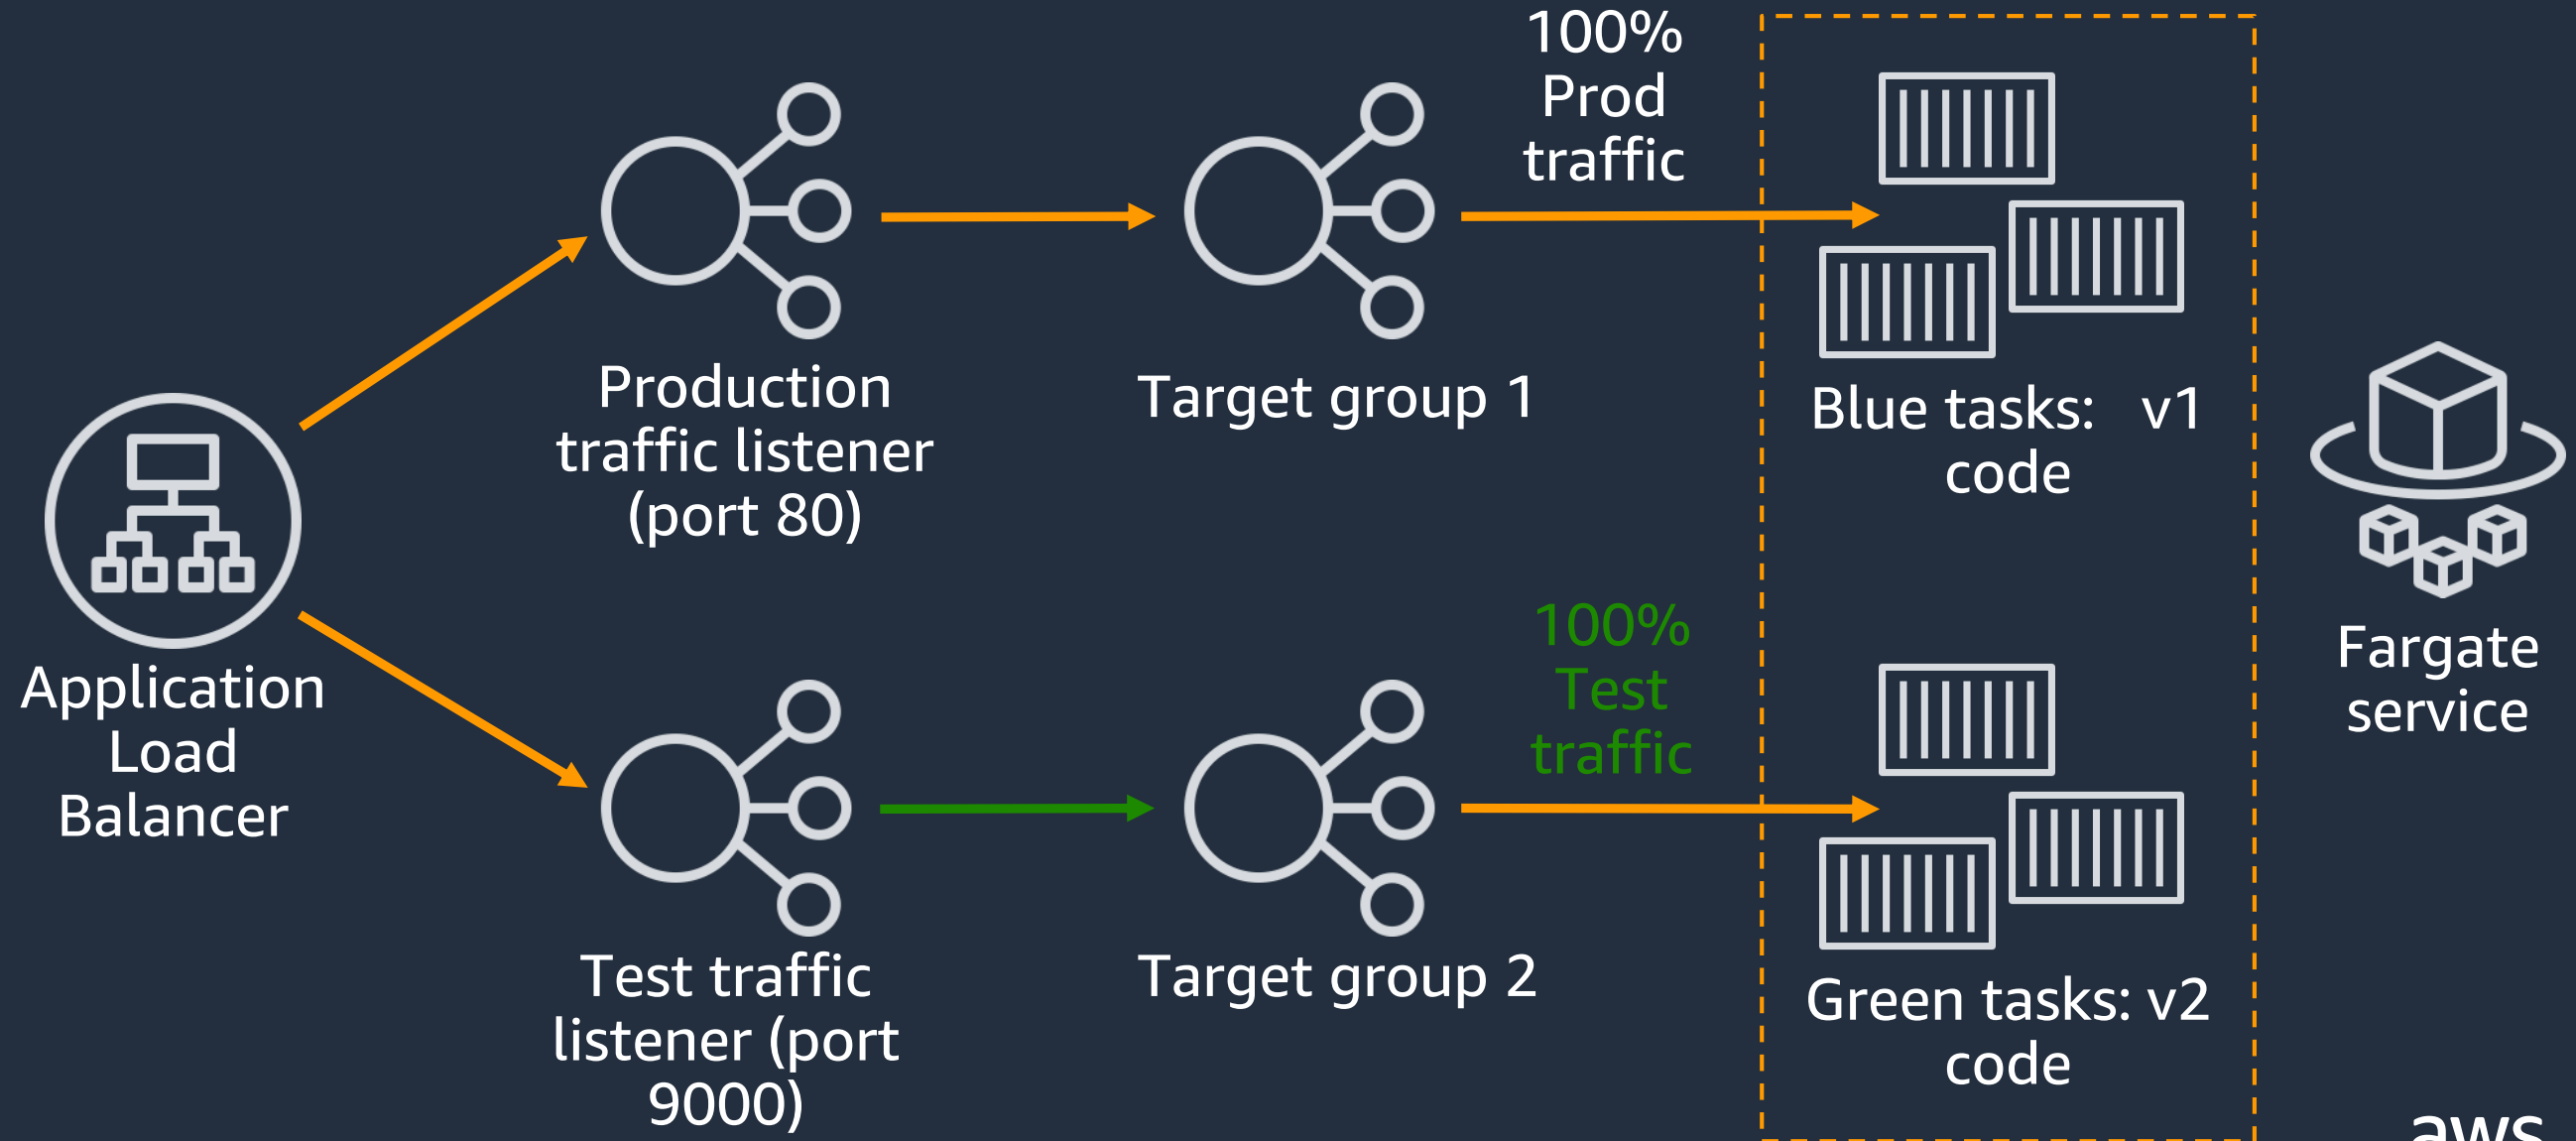 100%
Prod
traffic
Production
traffic listener
(port 80)
Target group 1
Blue tasks: v1
code
Application
Load
Balancer
100%
Test
traffic
Fargate
service
Test traffic
listener (port
9000)
Target group 2
Green tasks: v2
code
aws